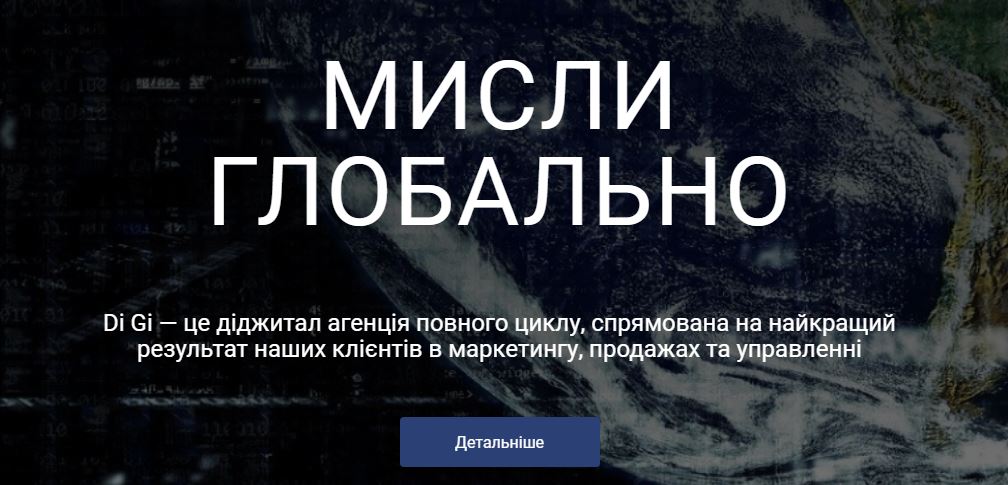 МИСЛИ
ГЛОБАЛЬНО
Di Gi — це діджитал агенція повного циклу, спрямована на найкращий
результат наших клієнтів в маркетингу, продажах та управленні
Детальніше